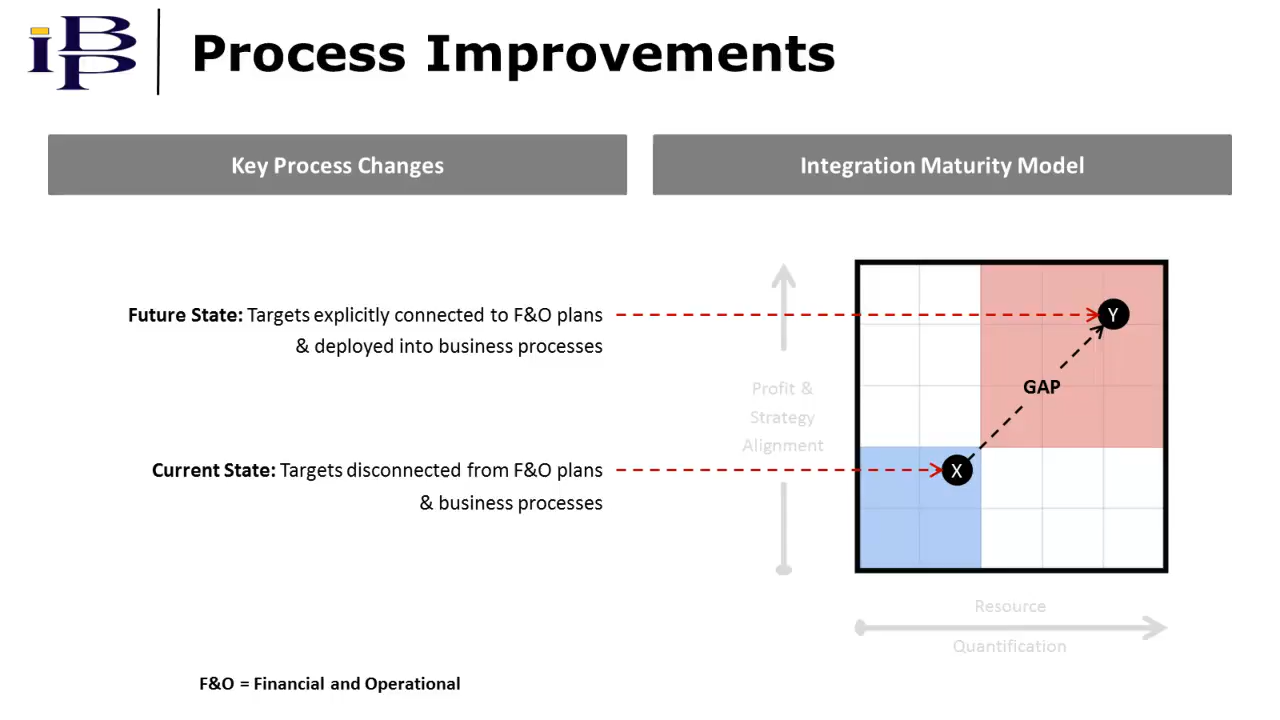 iBP
Process Improvements
Key Process Changes
Integration Maturity Model
Future State: Targets explicitly connected to F&O plans
& deployed into business processes
Y
GAP
Profit &
Strategy
Alignment
Current State: Targets disconnected from F&O plans
& business processes
X
Resource
Quantification
F&O = Financial and Operational